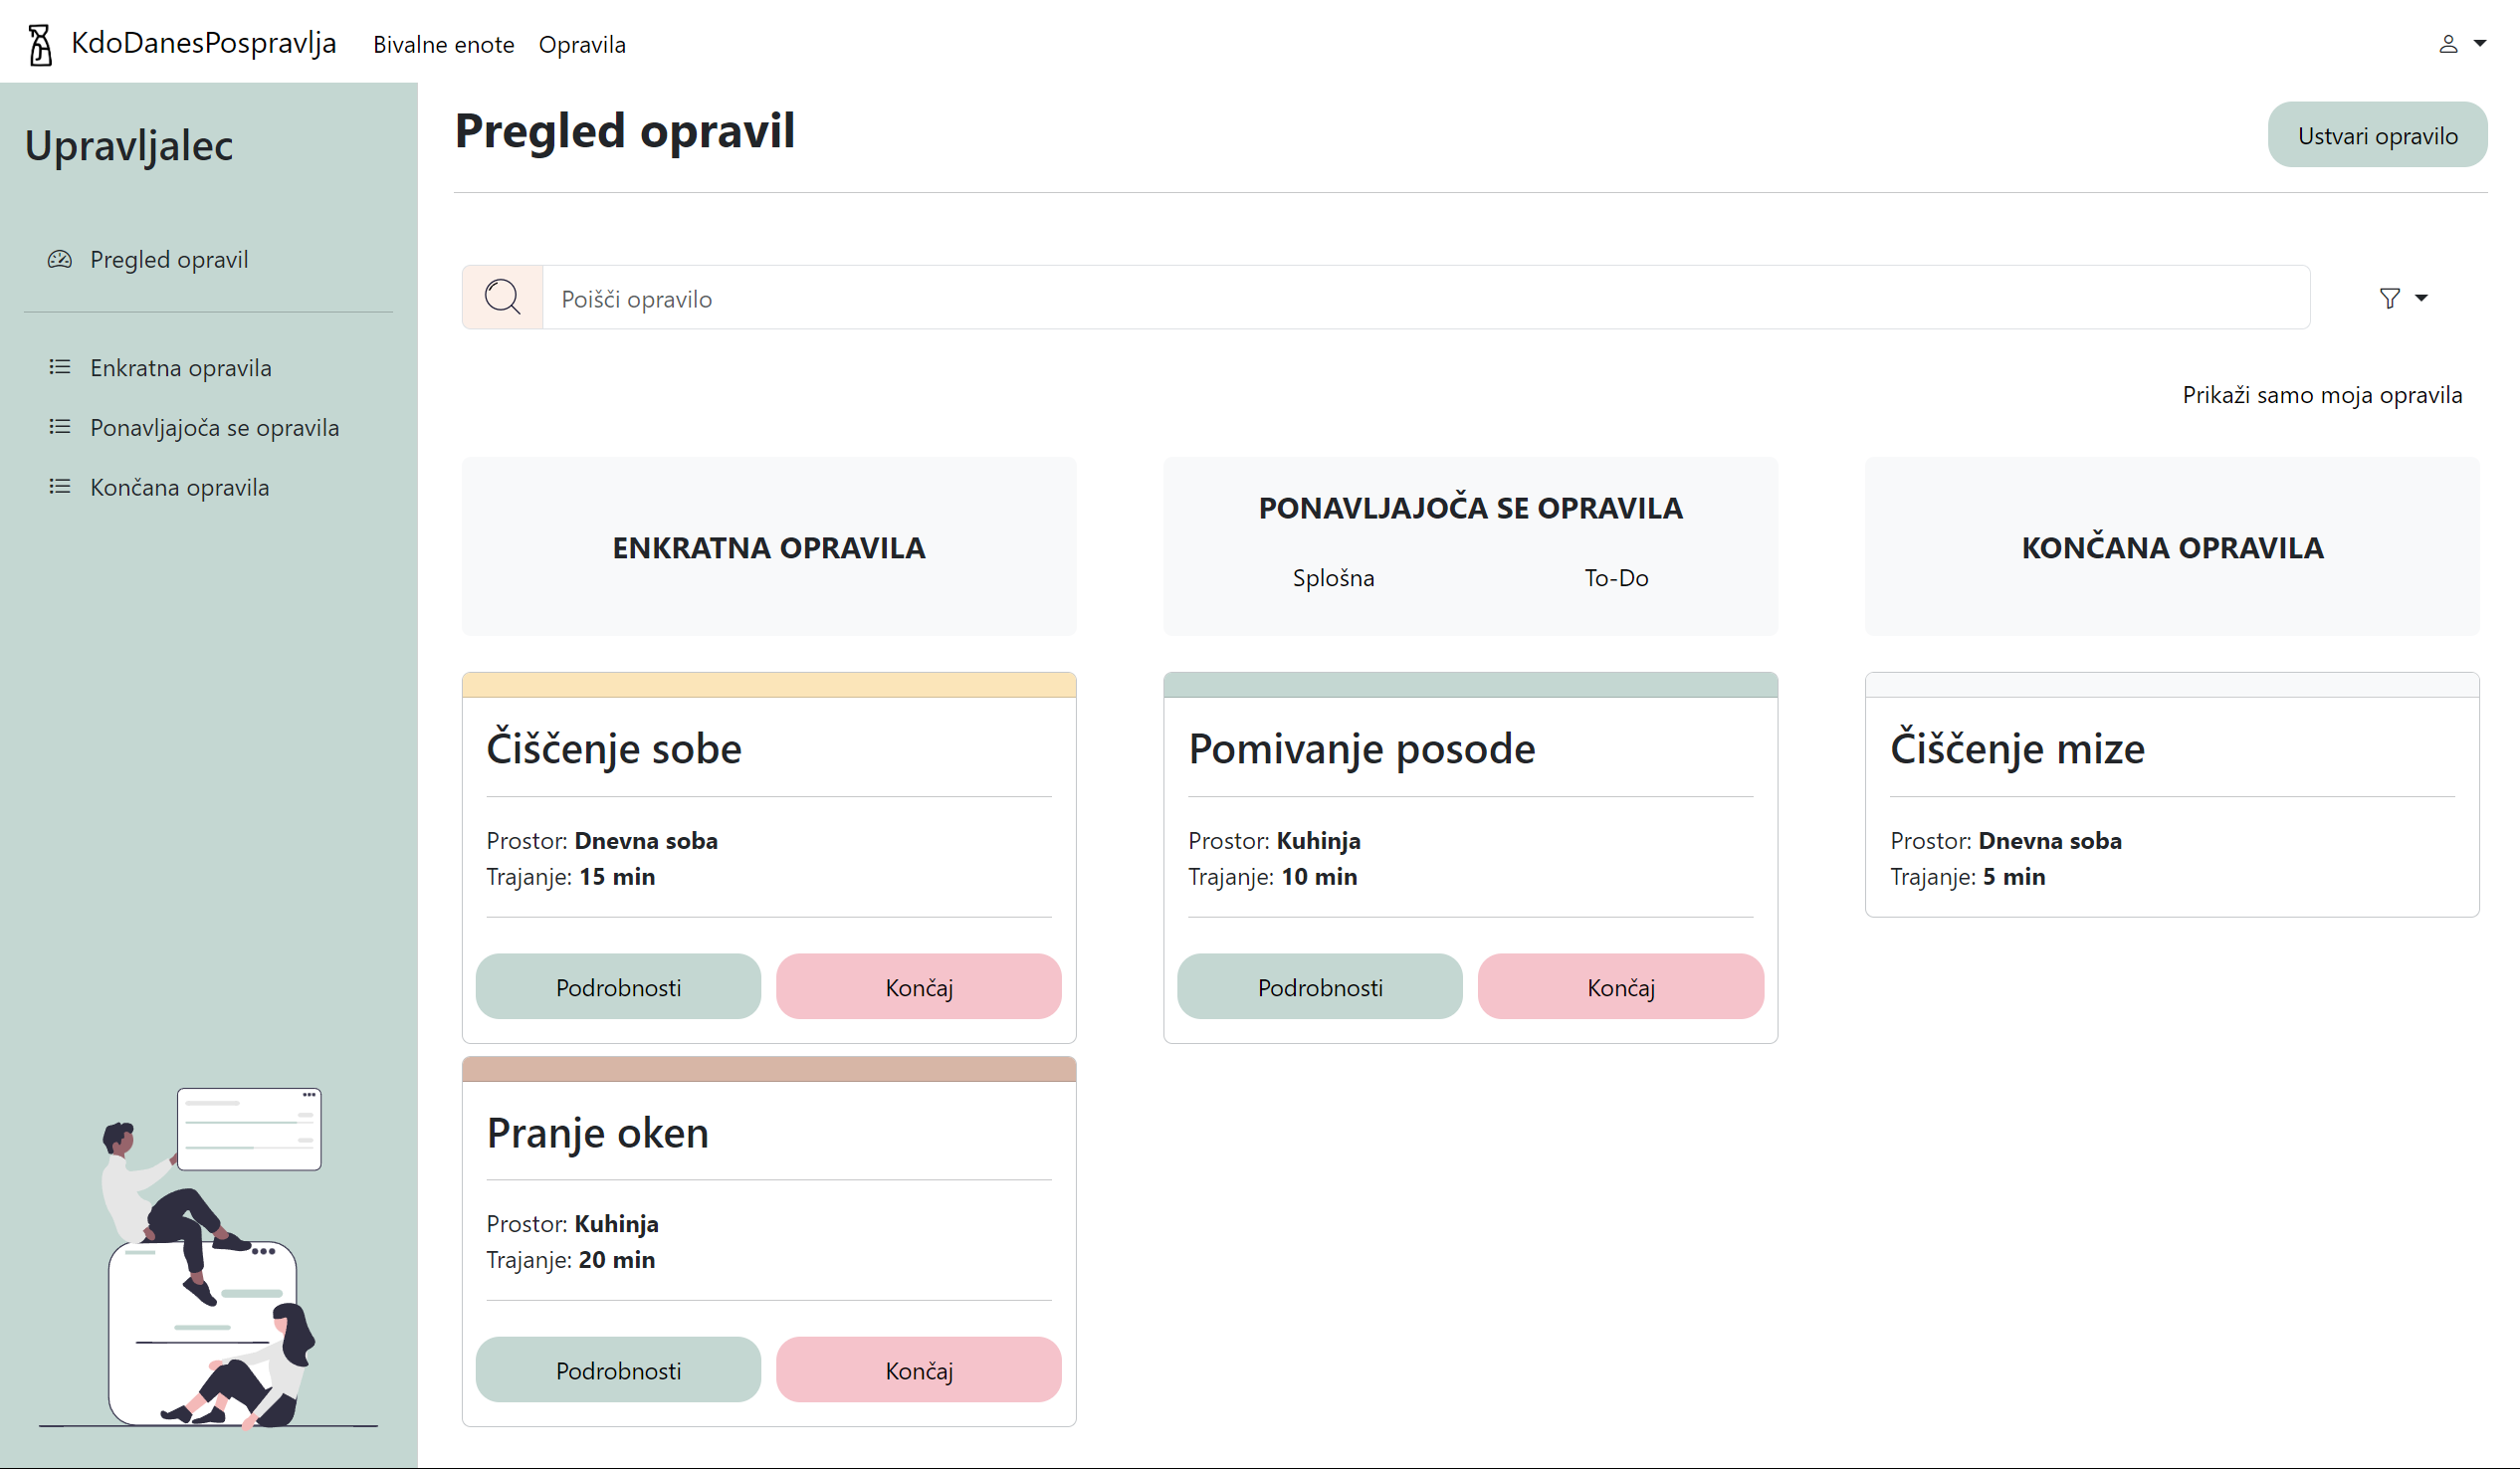 KdoDanesPospravlja
Bivalne enote
Opravila
Upravljalec
Pregled opravil
Enkratna opravila
Ponavljajoča se opravila
Končana opravila
Pregled opravil
Ustvari opravilo
Poišči opravilo
Prikaži samo moja opravila
ENKRATNA OPRAVILA
Čiščenje sobe
Prostor: Dnevna soba
Trajanje: 15 min
Podrobnosti
Končaj
Pranje oken
Prostor: Kuhinja
Trajanje: 20 min
Podrobnosti
Končaj
PONAVLJAJOČA SE OPRAVILA
Splošna
To-Do
Pomivanje posode
Prostor: Kuhinja
Trajanje: 10 min
Podrobnosti
Končaj
KONČANA OPRAVILA
Čiščenje mize
Prostor: Dnevna soba
Trajanje: 5 min